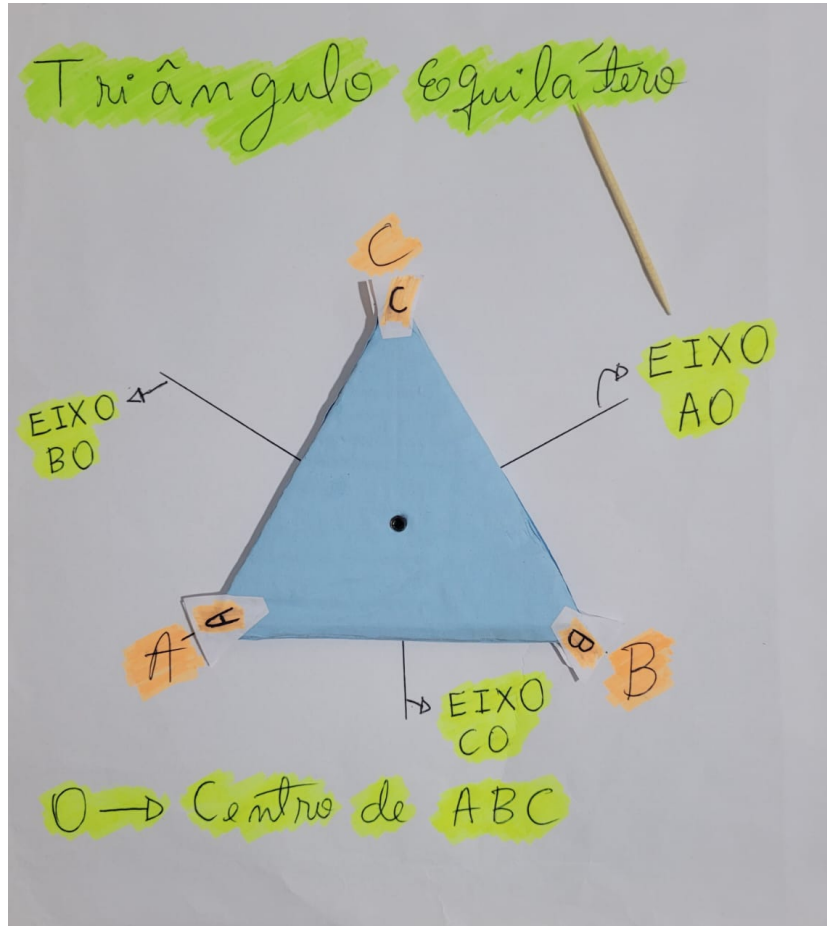 Triângulo Equilátero
C
C
EIXO
AO
EIXO
BO
A
A
B
B
EIXO
CO
O → Centro de ABC